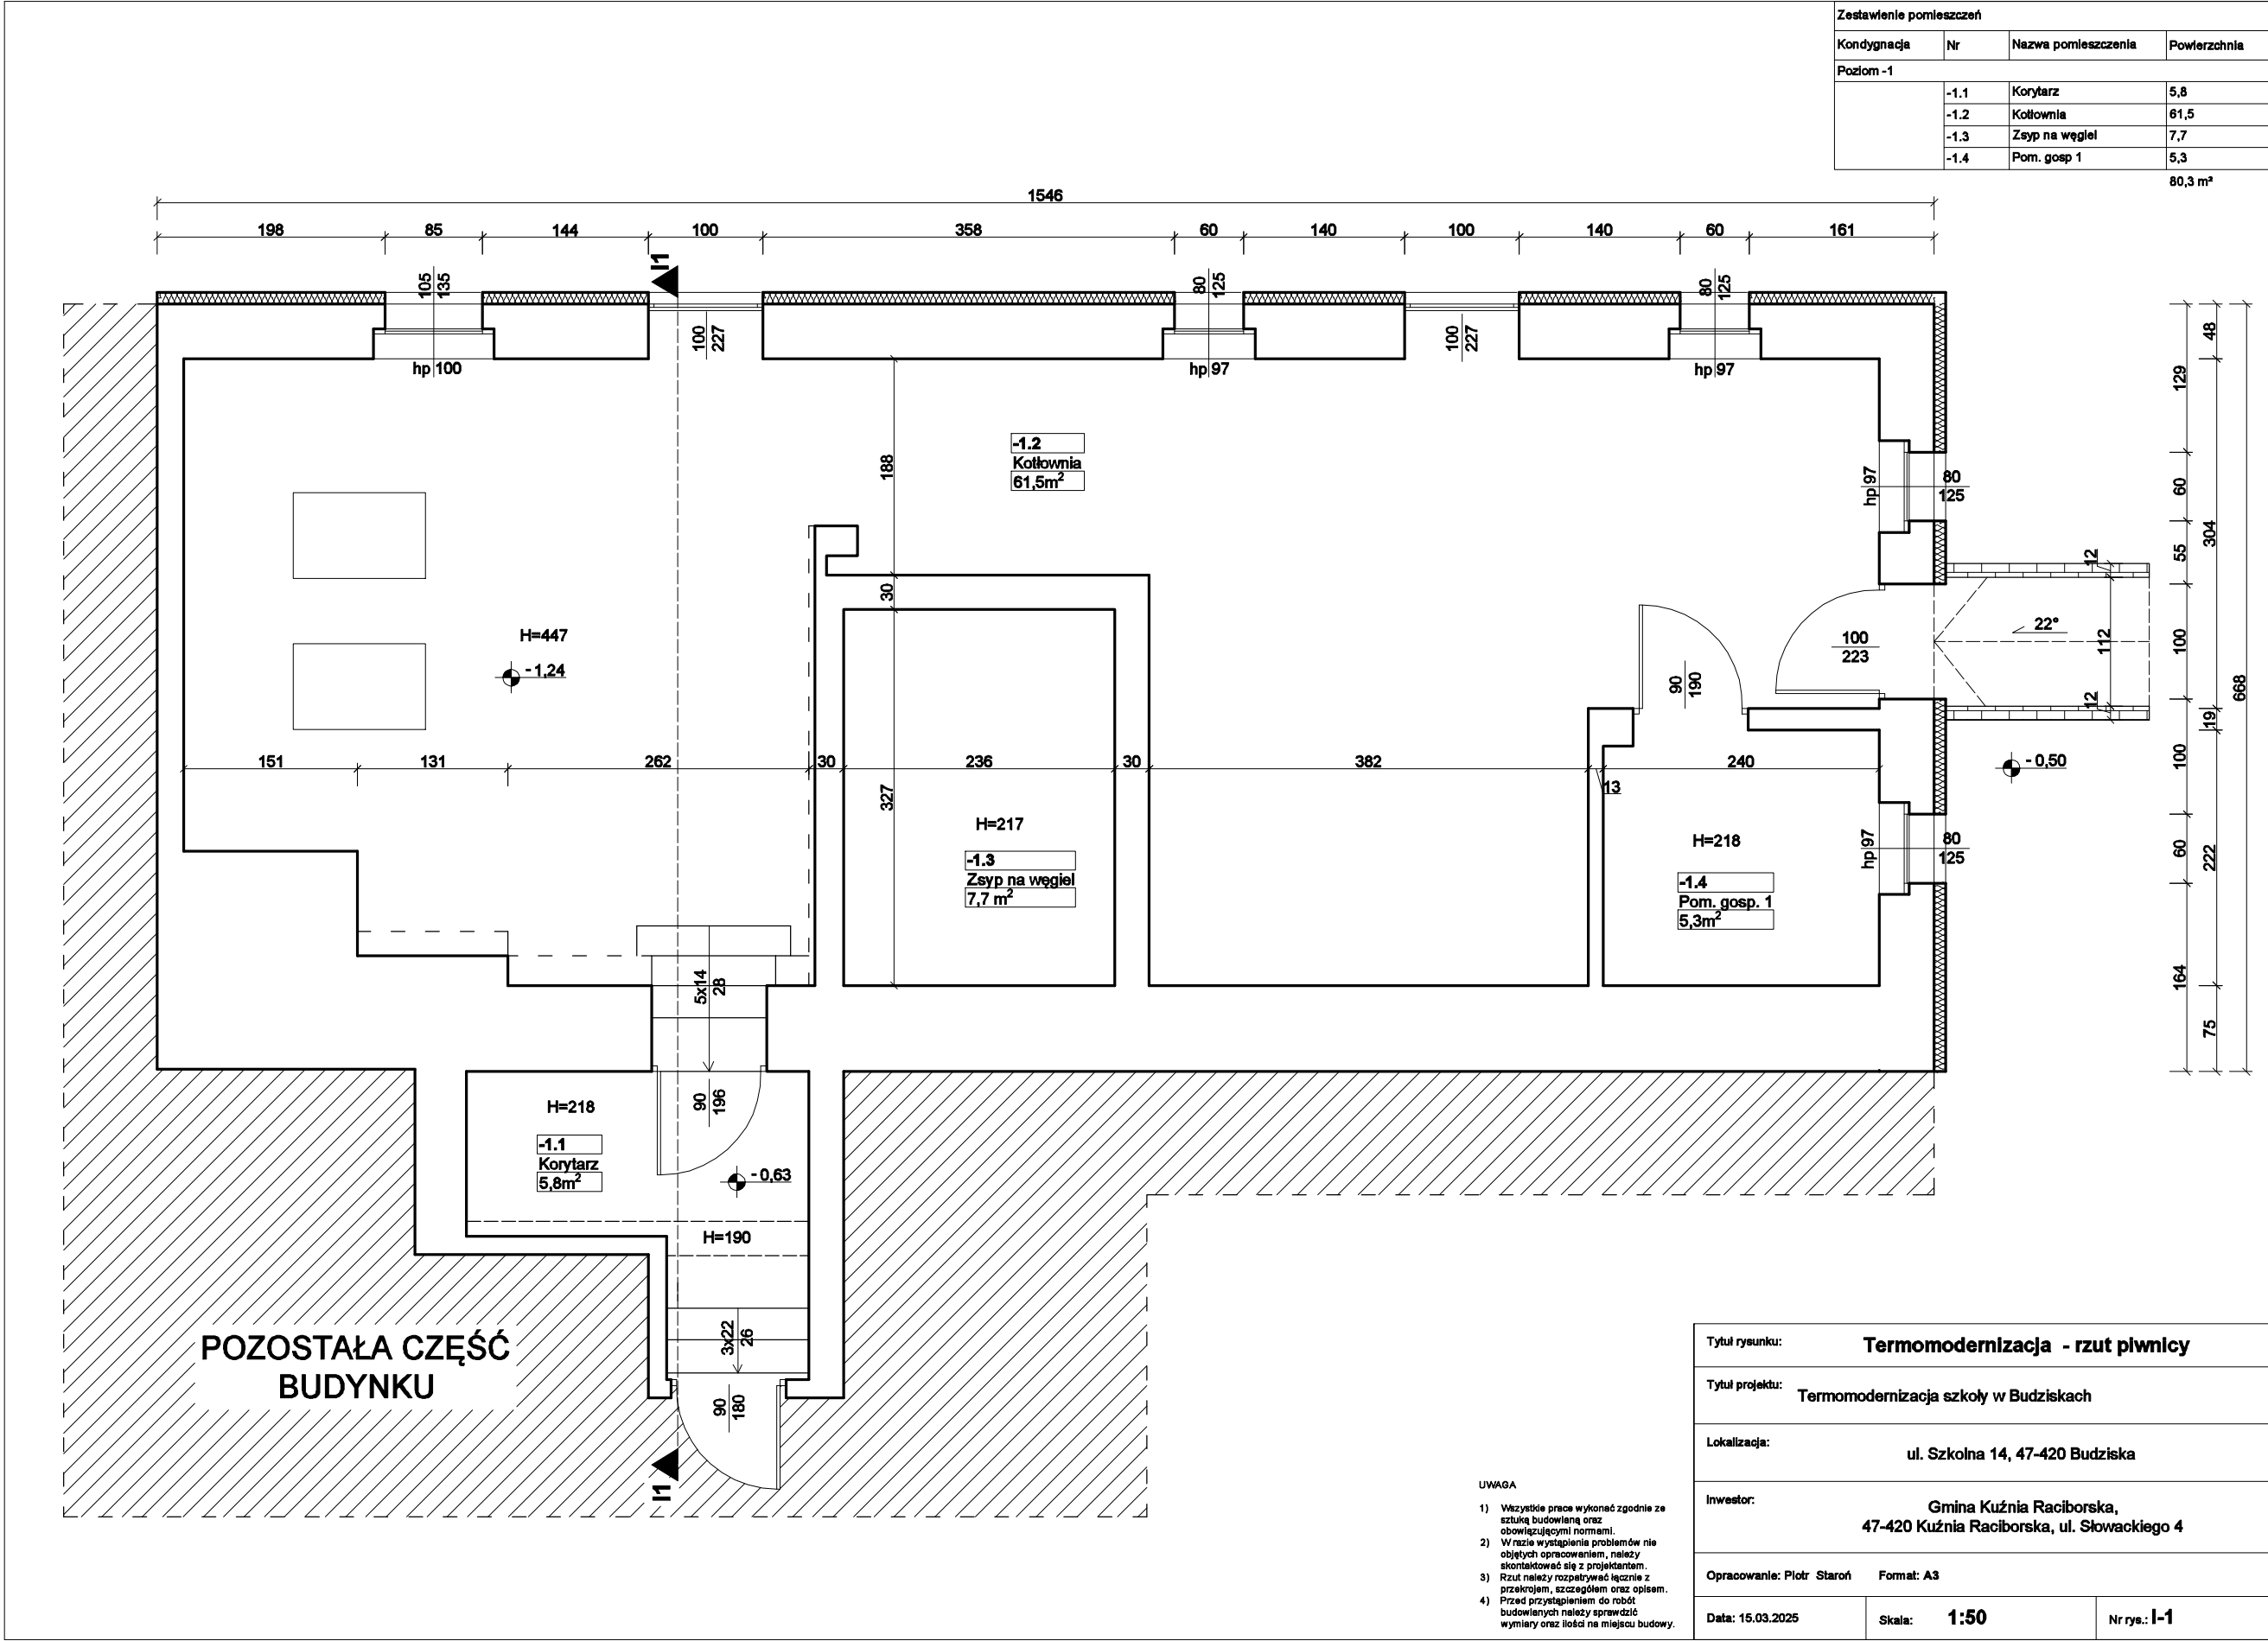 Zestawienie pomieszczeń
Kondygnacja Nr Nazwa pomieszczenia Powierzchnia
Poziom -1
-1.1 Korytarz 5,8
-1.2 Kotłownia 61,5
-1.3 Zsyp na węgiel 7,7
-1.4 Pom. gosp 1 5,3
80,3 m²
1546
198 85 144 100 358 60 140 100 140 60 161
I1
105
135
hp 100
100
227
80
125
hp 97
100
227
80
125
hp 97
48
129
188
-1.2
Kotłownia
61,5m²
hp 97
80
125
60
304
55
12
30
H=447
-1,24
22°
112
100
223
100
90
190
668
12
19
151 131 262 30 236 30 382 240
13
-0,50
100
327
H=217
-1.3
Zsyp na węgiel
7,7 m²
H=218
-1.4
Pom. gosp. 1
5,3m²
hp 97
80
125
60
222
5x14
28
164
75
90
196
H=218
-1.1
Korytarz
5,8m²
-0,63
H=190
3x22
26
90
180
I1
POZOSTAŁA CZĘŚĆ
BUDYNKU
UWAGA
1) Wszystkie prace wykonać zgodnie ze
sztuką budowlaną oraz
obowiązującymi normami.
2) W razie wystąpienia problemów nie
objętych opracowaniem, należy
skontaktować się z projektantem.
3) Rzut należy rozpatrywać łącznie z
przekrojem, szczegółem oraz opisem.
4) Przed przystąpieniem do robót
budowlanych należy sprawdzić
wymiary oraz ilości na miejscu budowy.
Tytuł rysunku: Termomodernizacja - rzut piwnicy
Tytuł projektu: Termomodernizacja szkoły w Budziskach
Lokalizacja: ul. Szkolna 14, 47-420 Budziska
Inwestor: Gmina Kuźnia Raciborska,
47-420 Kuźnia Raciborska, ul. Słowackiego 4
Opracowanie: Piotr Staroń Format: A3
Data: 15.03.2025 Skala: 1:50 Nr rys.: I-1